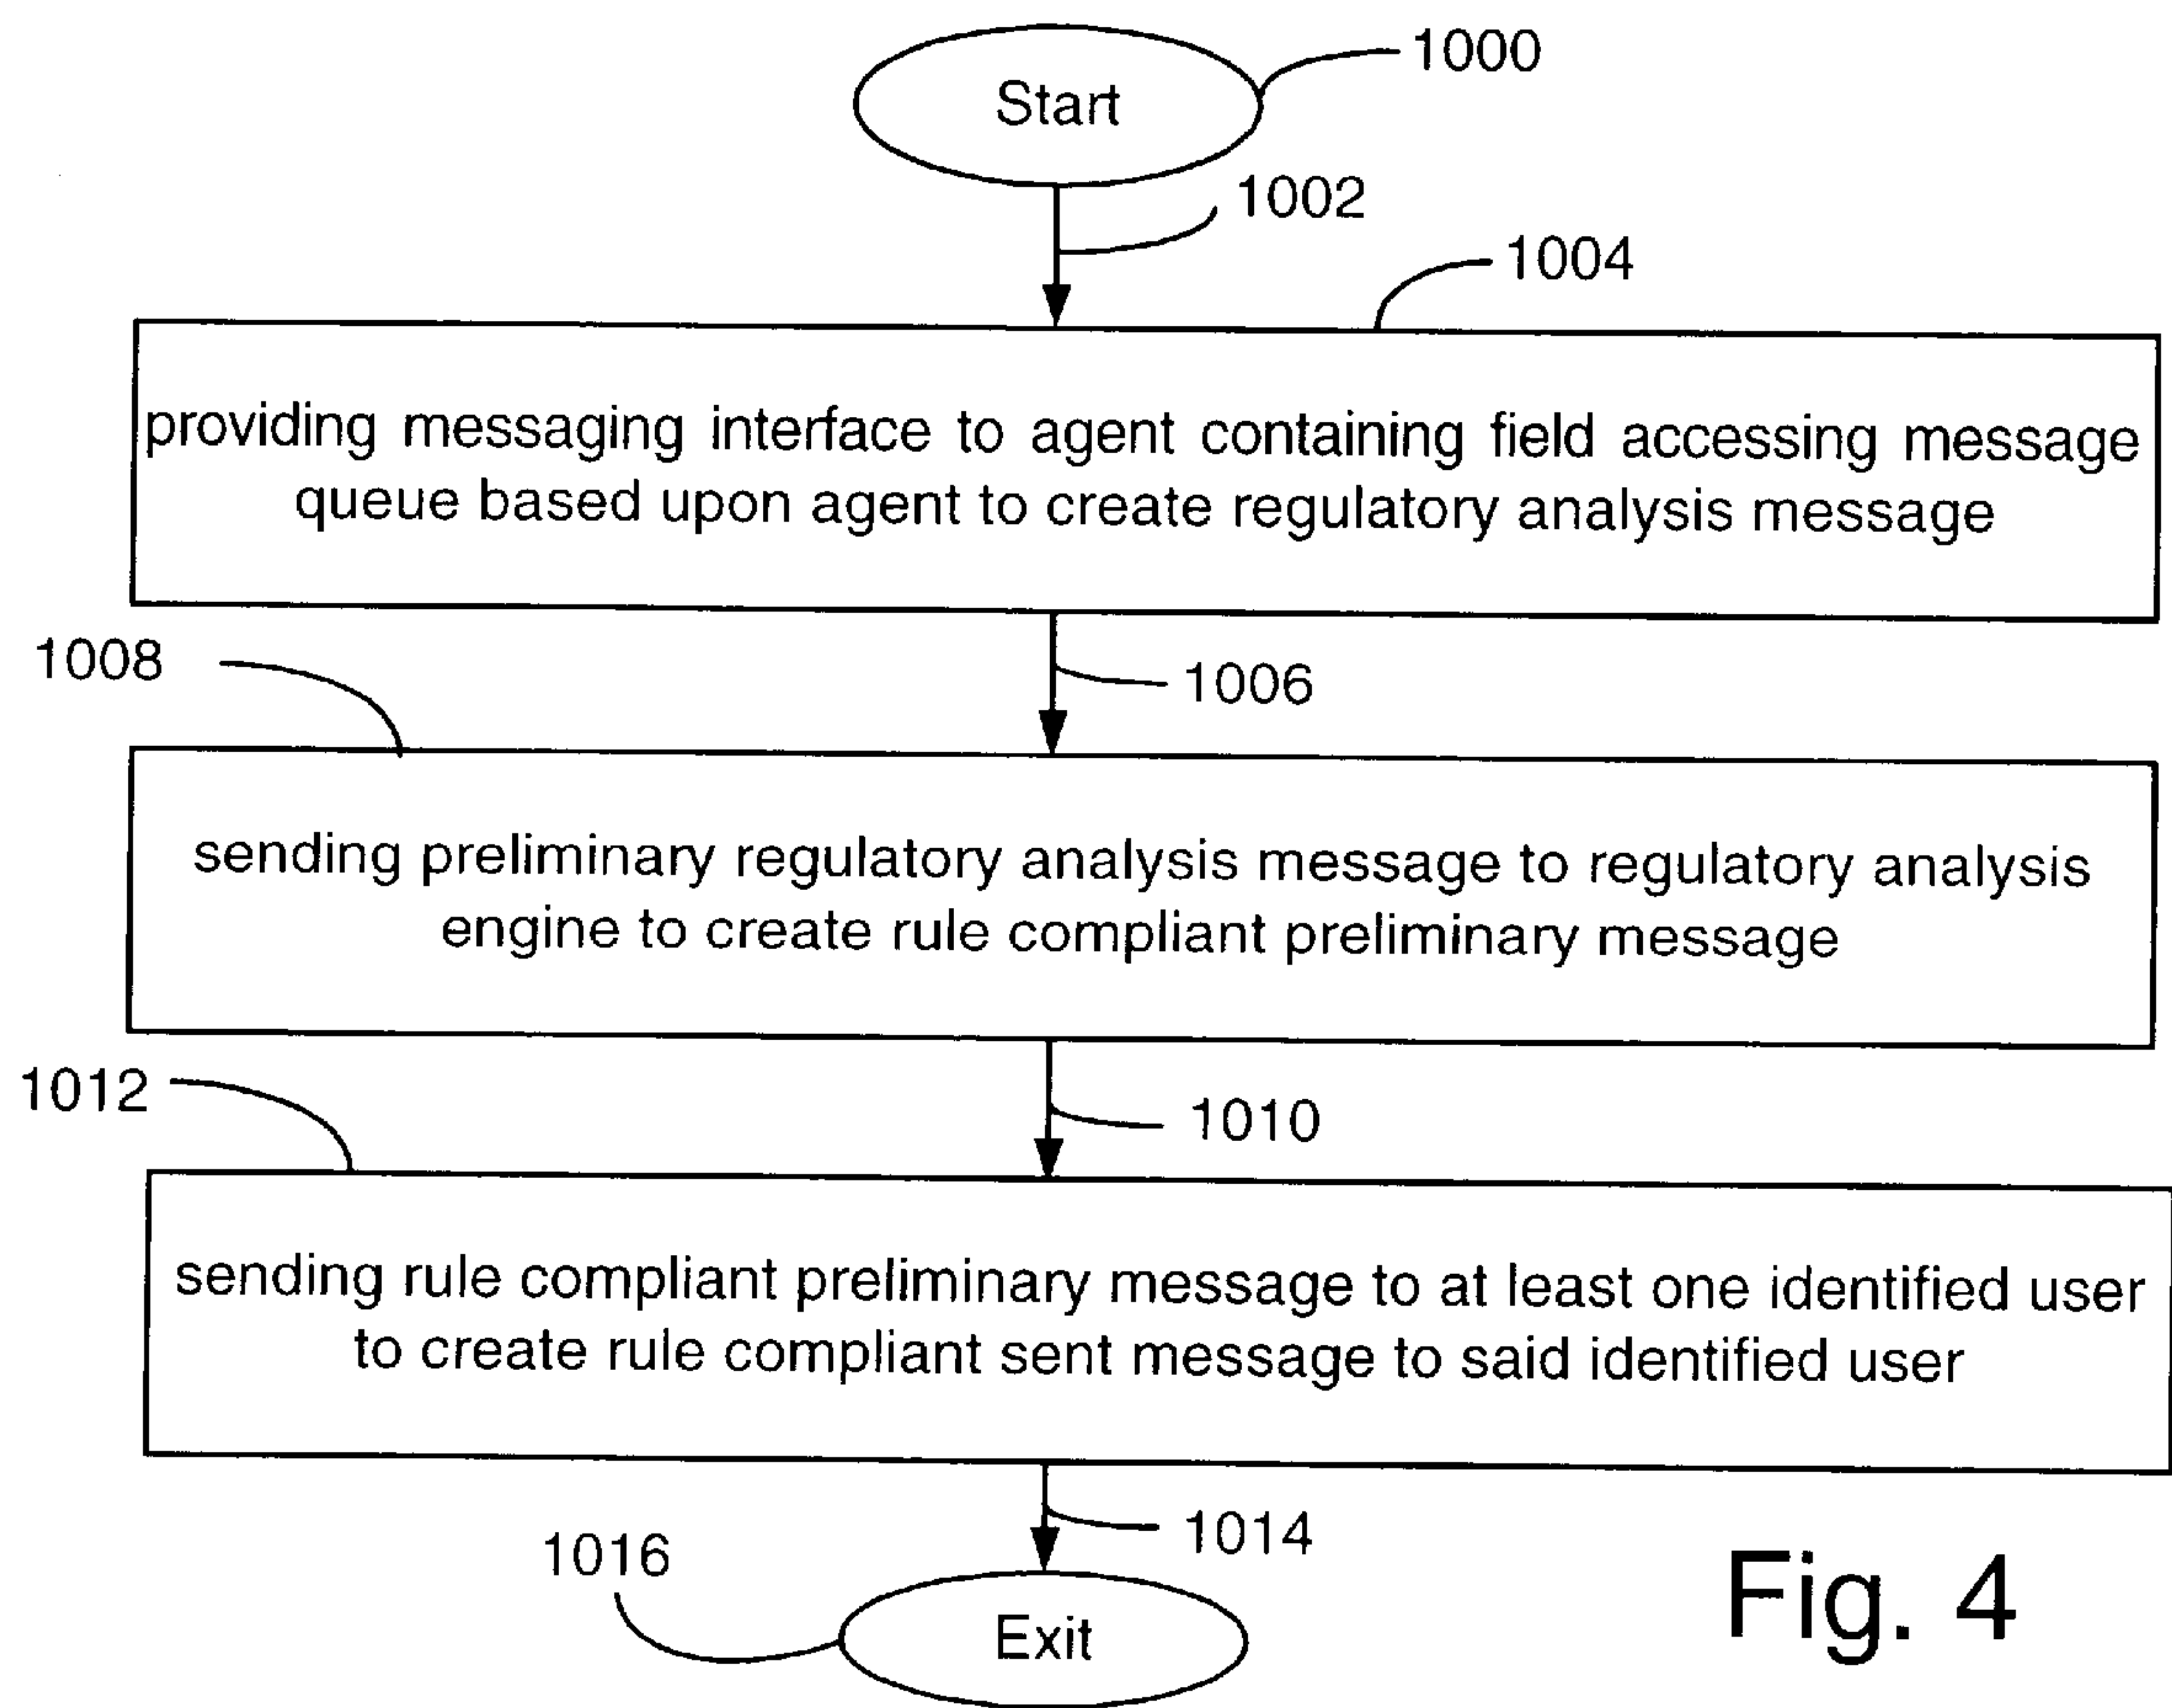 Start
1000
1002
1004
providing messaging interface to agent containing field accessing message
queue based upon agent to create regulatory analysis message
1006
1008
sending preliminary regulatory analysis message to regulatory analysis
engine to create rule compliant preliminary message
1010
1012
sending rule compliant preliminary message to at least one identified user
to create rule compliant sent message to said identified user
1014
1016
Exit
Fig. 4